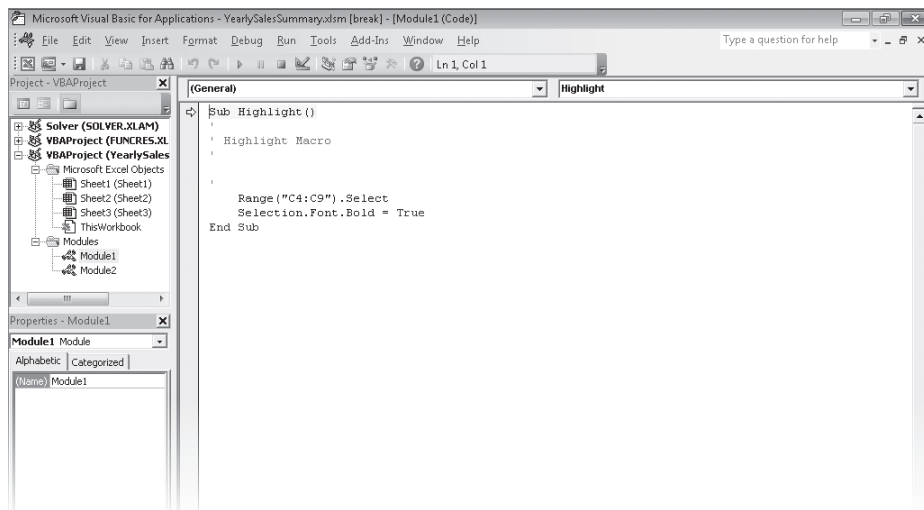 Microsoft Visual Basic for Applications - YearlySalesSummary.xlsm [break] - [Module1 (Code)]
File Edit View Insert Format Debug Run Tools Add-Ins Window Help
Type a question for help
Ln 1, Col 1
Project - VBAProject
(General)
Highlight
Solver (SOLVER.XLAM)
VBAProject (FUNCRES.XL
VBAProject (YearlySales
Microsoft Excel Objects
Sheet1 (Sheet1)
Sheet2 (Sheet2)
Sheet3 (Sheet3)
ThisWorkbook
Modules
Module1
Module2
Properties - Module1
Module1 Module
Alphabetic Categorized
(Name) Module1
Sub Highlight()
'
' Highlight Macro
'
'
Range("C4:C9").Select
Selection.Font.Bold = True
End Sub